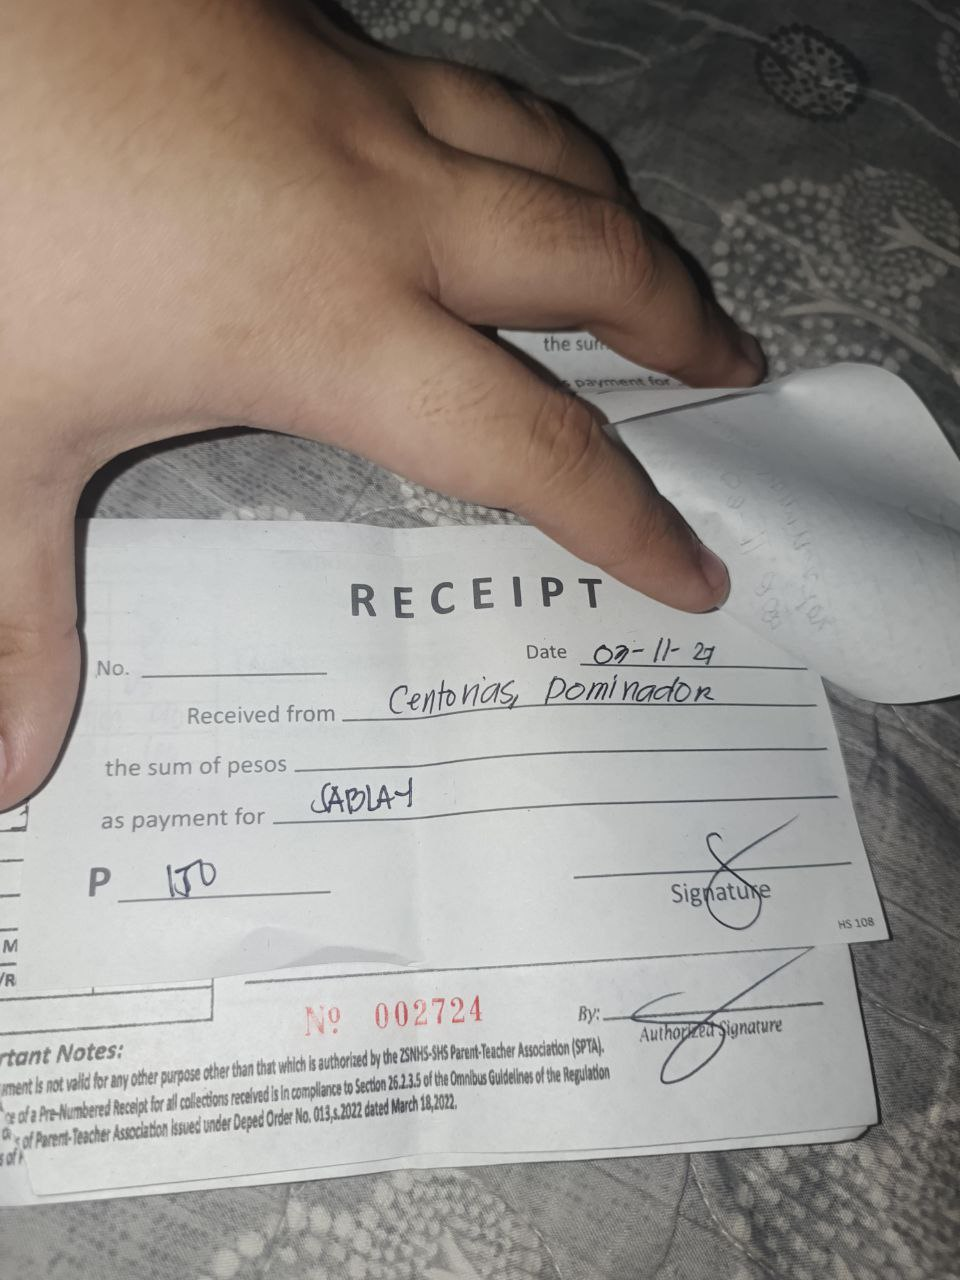 the sum
payment for
RECEIPT
No. Date 03-11-27
Received from Centorias, Dominador
the sum of pesos
as payment for SABLAY
P 150
Signature
HS 108
M
/R
Nº 002724
By:
Authorized Signature
rtant Notes:
ument is not valid for any other purpose other than that which is authorized by the ZSNHS-SHS Parent-Teacher Association (SPTA).
of a Pre-Numbered Receipt for all collections received is in compliance to Section 26.2.3.5 of the Omnibus Guidelines of the Regulation
of Parent-Teacher Association issued under Deped Order No. 013,s.2022 dated March 18,2022.